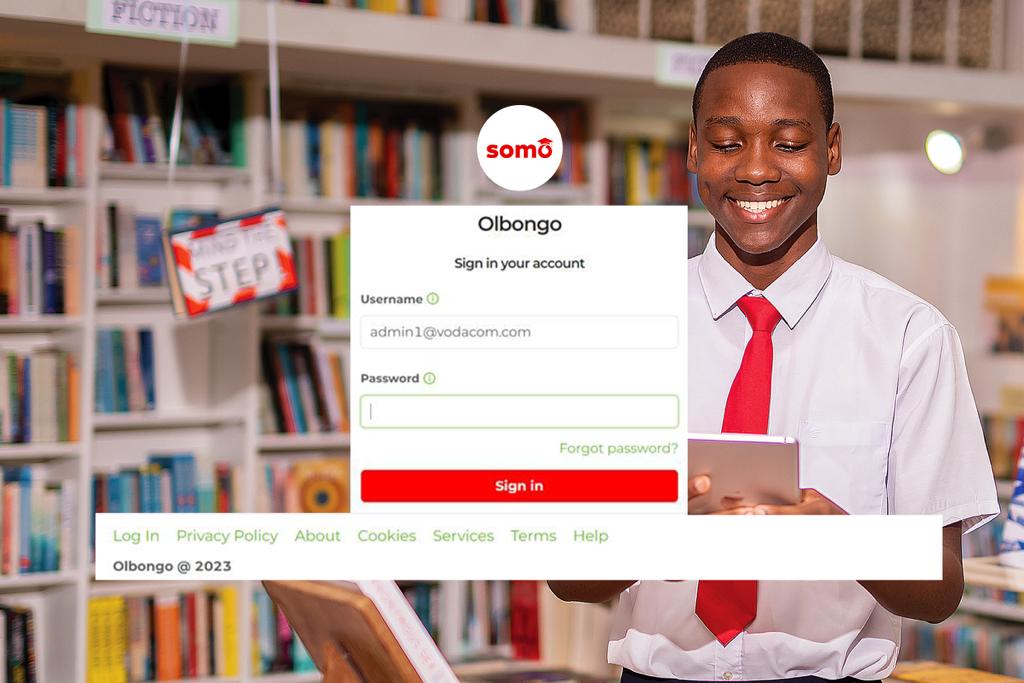 FICTION
somo
MIND THE
STEP
Olbongo
Sign in your account
Username
admin1@vodacom.com
Password
Forgot password?
Sign in
Log In Privacy Policy About Cookies Services Terms Help
Olbongo @ 2023